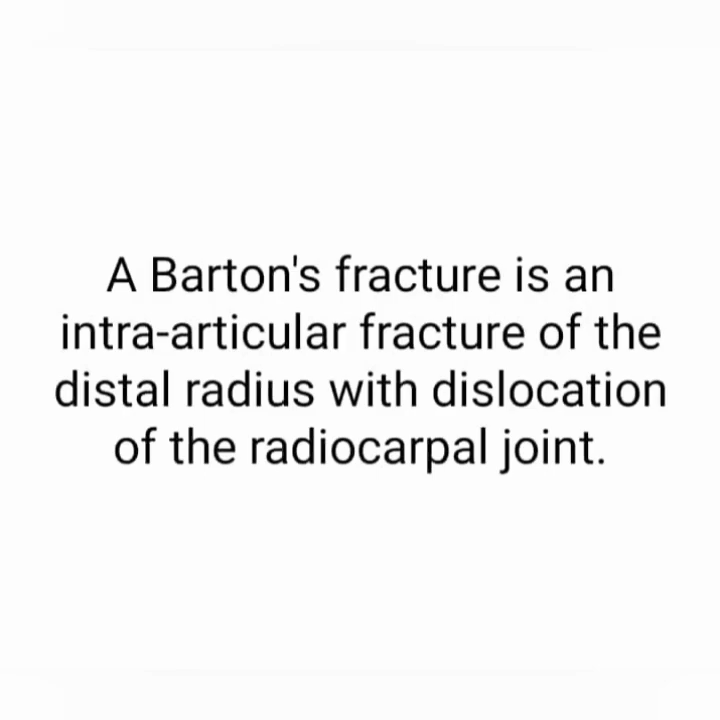 A Barton's fracture is an
intra-articular fracture of the
distal radius with dislocation
of the radiocarpal joint.